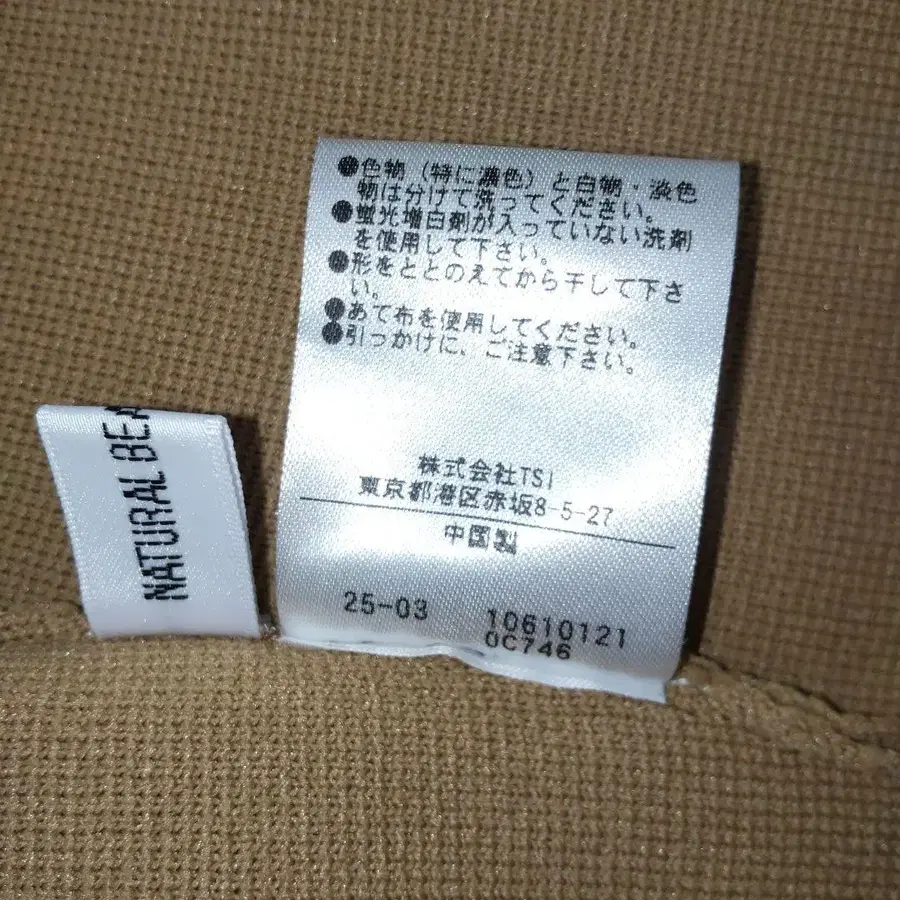 ●色物（特に濃色）と白物・淡色
物は分けて洗ってください。
●蛍光増白剤が入っていない洗剤
を使用して下さい。
●形をととのえてから干して下さ
い。
●あて布を使用してください。
●引っかけに、ご注意下さい。
株式会社TSI
東京都港区赤坂8-5-27
中国製
25-03 10610121
0C746
NATURAL BEA